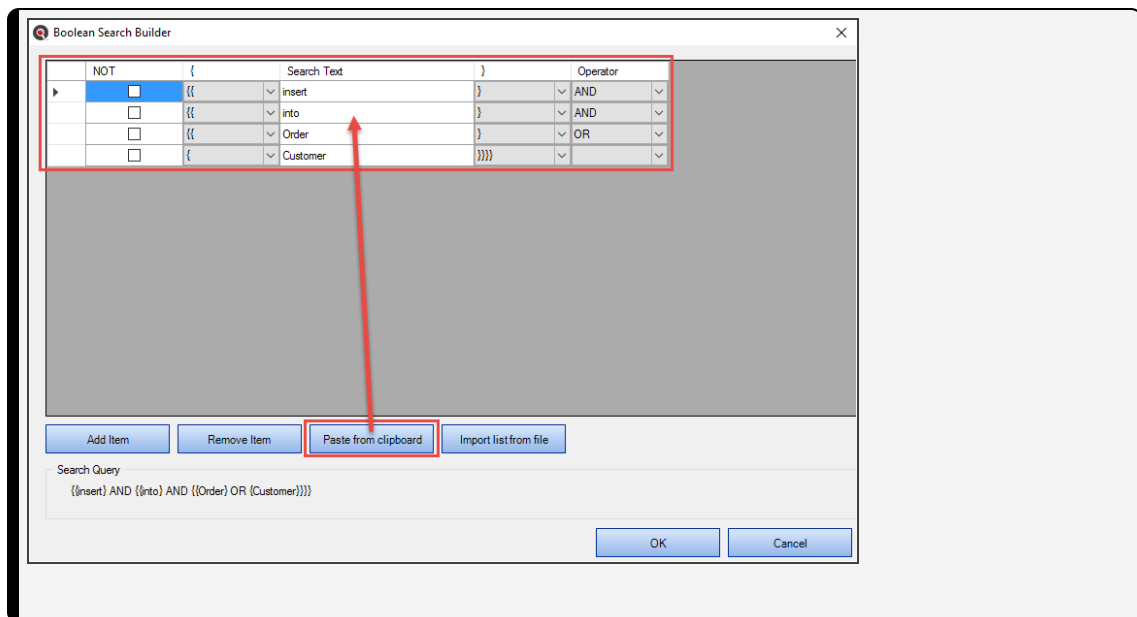 Boolean Search Builder
NOT { Search Text } Operator
{{ insert } AND
{{ into } AND
{{ Order } OR
{ Customer }}}}
Add Item Remove Item Paste from clipboard Import list from file
Search Query
{{insert} AND {{into} AND {{Order} OR {Customer}}}}
OK Cancel